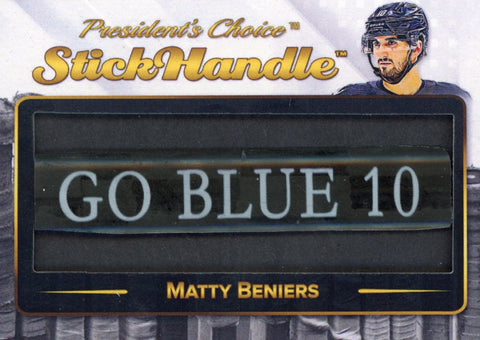 President's Choice™
StickHandle™
GO BLUE 10
MATTY BENIERS